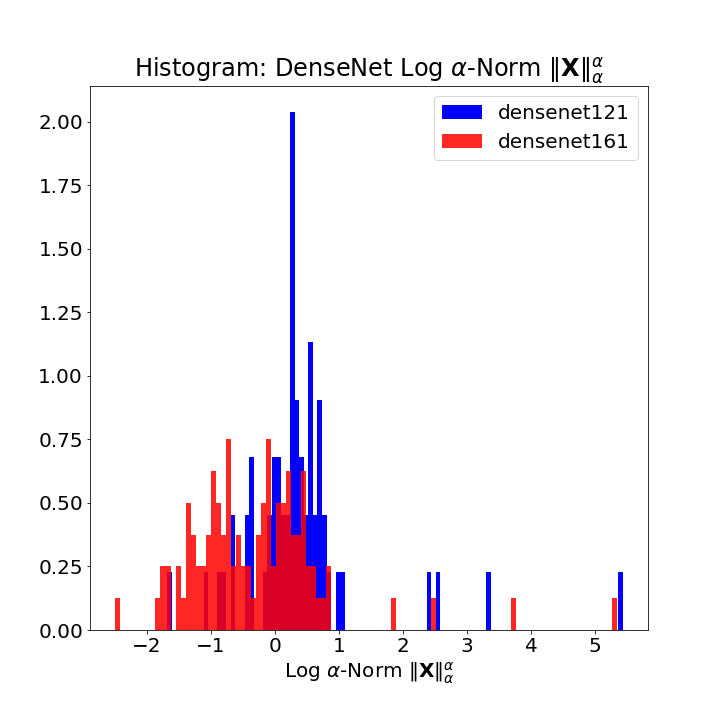 Histogram: DenseNet Log α-Norm ‖𝐗‖αα
densenet121
densenet161
2.00
1.75
1.50
1.25
1.00
0.75
0.50
0.25
0.00
−2 −1 0 1 2 3 4 5
Log α-Norm ‖𝐗‖αα